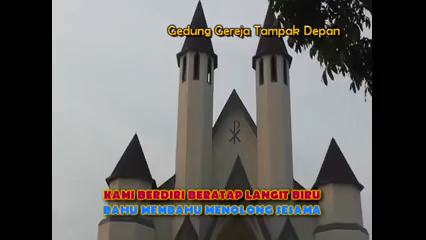 Gedung Gereja Tampak Depan
KAMI BERDIRI BERATAP LANGIT BIRU
BAHU MEMBAHU MENOLONG SESAMA